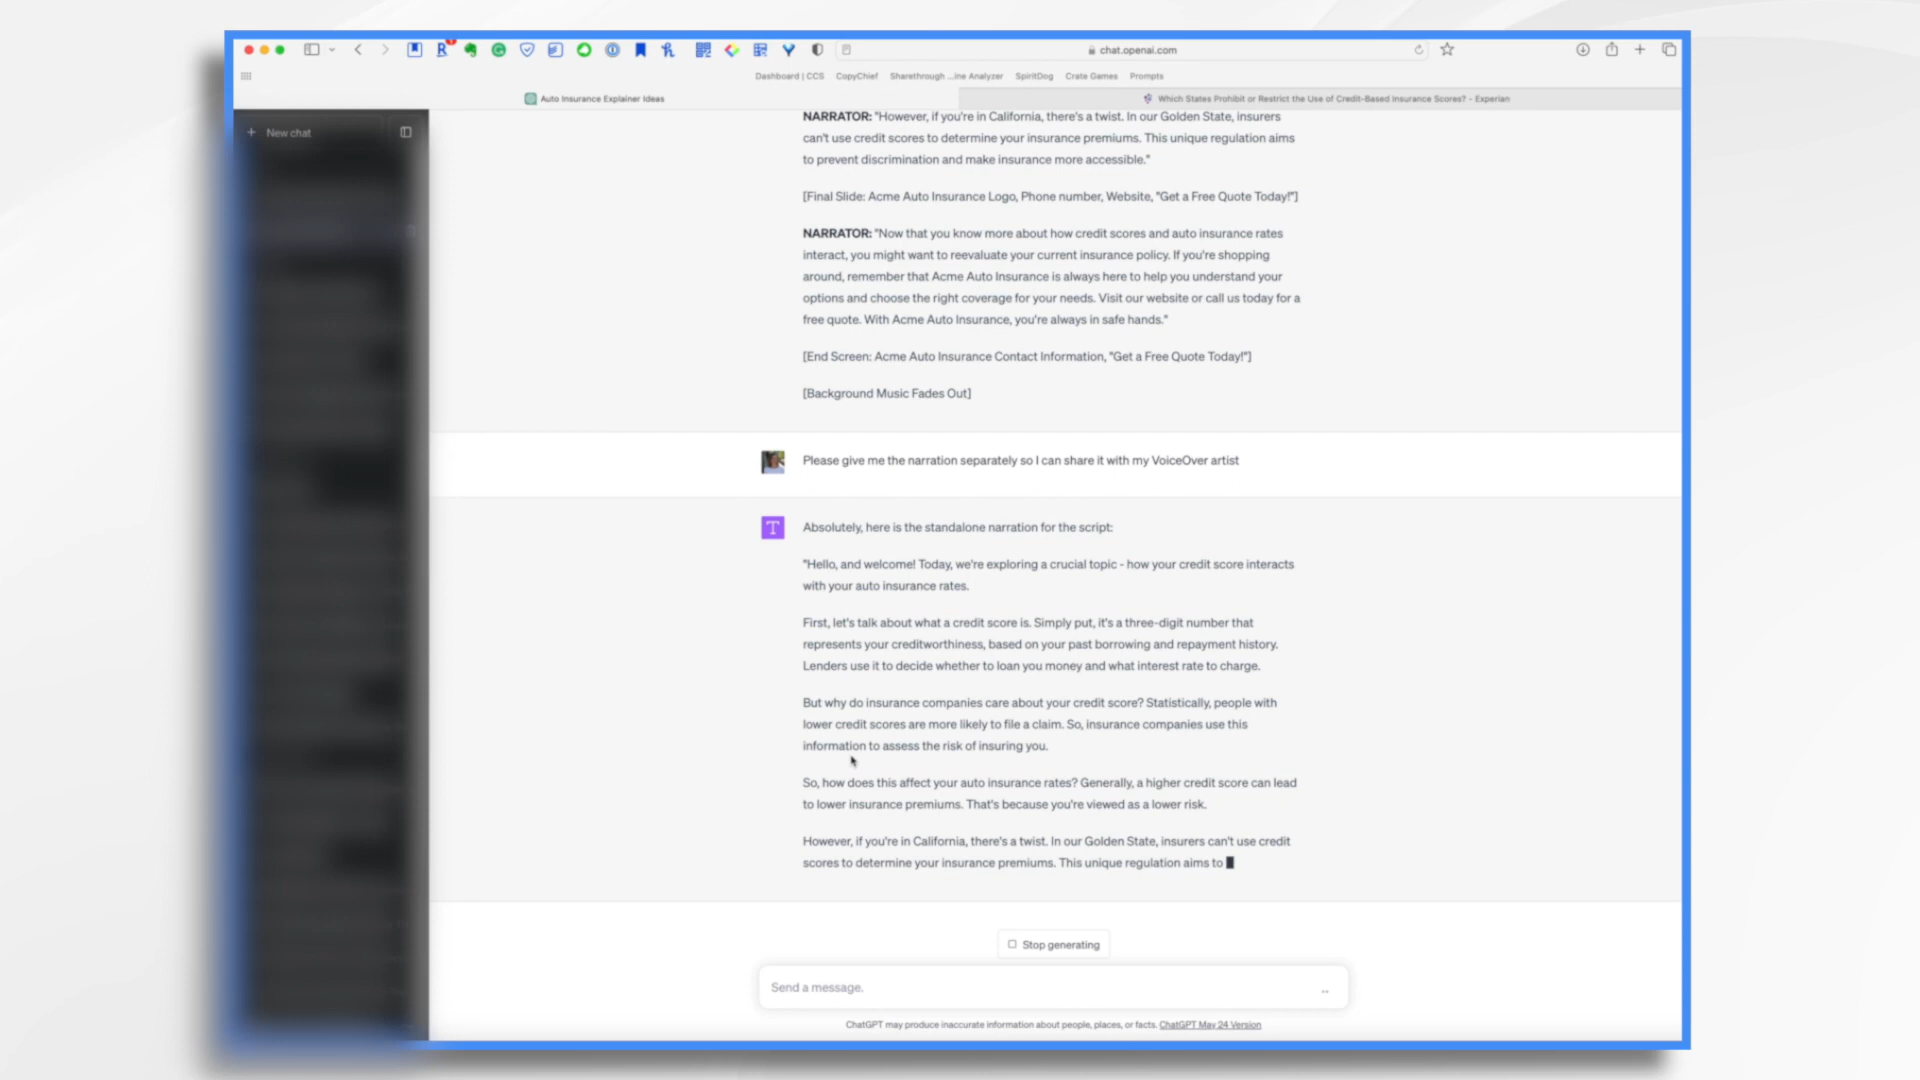 chat.openai.com
Dashboard | CCS CopyChief Sharethrough ...ine Analyzer SpiritDog Crate Games Prompts
Auto Insurance Explainer Ideas
Which States Prohibit or Restrict the Use of Credit-Based Insurance Scores? - Experian
+ New chat
NARRATOR: "However, if you're in California, there's a twist. In our Golden State, insurers
can't use credit scores to determine your insurance premiums. This unique regulation aims
to prevent discrimination and make insurance more accessible."
[Final Slide: Acme Auto Insurance Logo, Phone number, Website, "Get a Free Quote Today!"]
NARRATOR: "Now that you know more about how credit scores and auto insurance rates
interact, you might want to reevaluate your current insurance policy. If you're shopping
around, remember that Acme Auto Insurance is always here to help you understand your
options and choose the right coverage for your needs. Visit our website or call us today for a
free quote. With Acme Auto Insurance, you're always in safe hands."
[End Screen: Acme Auto Insurance Contact Information, "Get a Free Quote Today!"]
[Background Music Fades Out]
Please give me the narration separately so I can share it with my VoiceOver artist
T
Absolutely, here is the standalone narration for the script:
"Hello, and welcome! Today, we're exploring a crucial topic - how your credit score interacts
with your auto insurance rates.
First, let's talk about what a credit score is. Simply put, it's a three-digit number that
represents your creditworthiness, based on your past borrowing and repayment history.
Lenders use it to decide whether to loan you money and what interest rate to charge.
But why do insurance companies care about your credit score? Statistically, people with
lower credit scores are more likely to file a claim. So, insurance companies use this
information to assess the risk of insuring you.
So, how does this affect your auto insurance rates? Generally, a higher credit score can lead
to lower insurance premiums. That's because you're viewed as a lower risk.
However, if you're in California, there's a twist. In our Golden State, insurers can't use credit
scores to determine your insurance premiums. This unique regulation aims to
Stop generating
Send a message.
ChatGPT may produce inaccurate information about people, places, or facts. ChatGPT May 24 Version